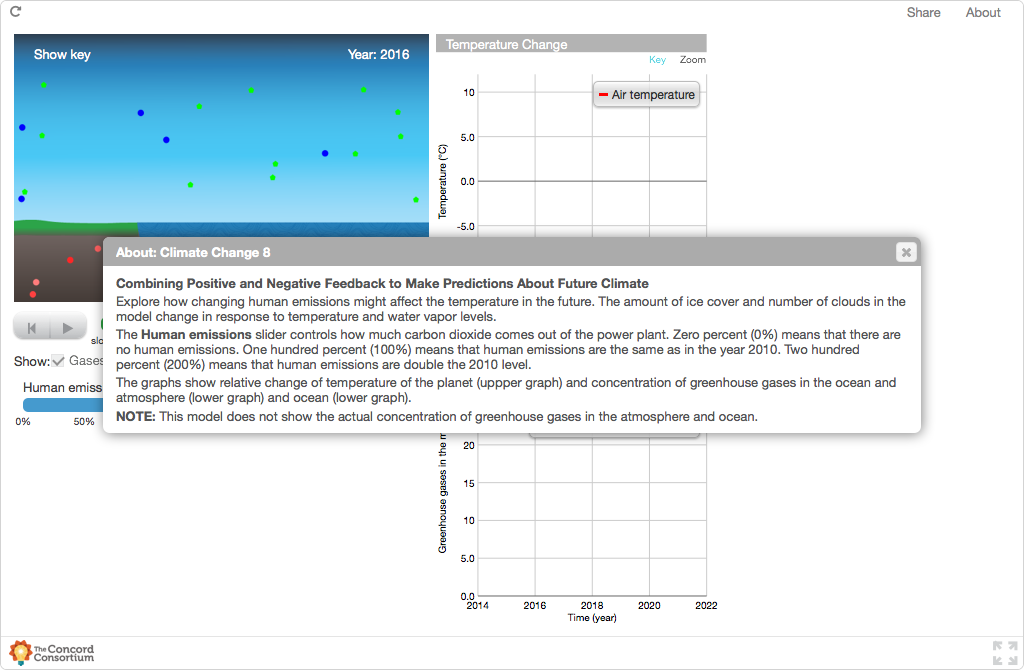 Share About
Show key Year: 2016
Temperature Change
Key Zoom
Air temperature
10
5.0
0.0
-5.0
Temperature (°C)
About: Climate Change 8
Combining Positive and Negative Feedback to Make Predictions About Future Climate
Explore how changing human emissions might affect the temperature in the future. The amount of ice cover and number of clouds in the
model change in response to temperature and water vapor levels.
The Human emissions slider controls how much carbon dioxide comes out of the power plant. Zero percent (0%) means that there are
no human emissions. One hundred percent (100%) means that human emissions are the same as in the year 2010. Two hundred
percent (200%) means that human emissions are double the 2010 level.
The graphs show relative change of temperature of the planet (uppper graph) and concentration of greenhouse gases in the ocean and
atmosphere (lower graph) and ocean (lower graph).
NOTE: This model does not show the actual concentration of greenhouse gases in the atmosphere and ocean.
Show: Gases
Human emiss
0% 50%
Greenhouse gases in the
20
15
10
5.0
0.0
2014 2016 2018 2020 2022
Time (year)
The Concord
Consortium